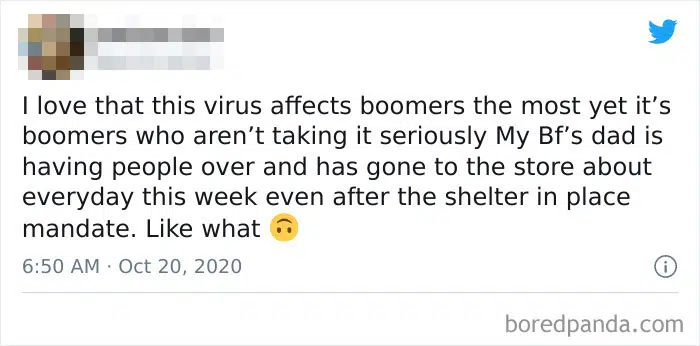 I love that this virus affects boomers the most yet it’s
boomers who aren’t taking it seriously My Bf’s dad is
having people over and has gone to the store about
everyday this week even after the shelter in place
mandate. Like what 🙃
6:50 AM · Oct 20, 2020
boredpanda.com